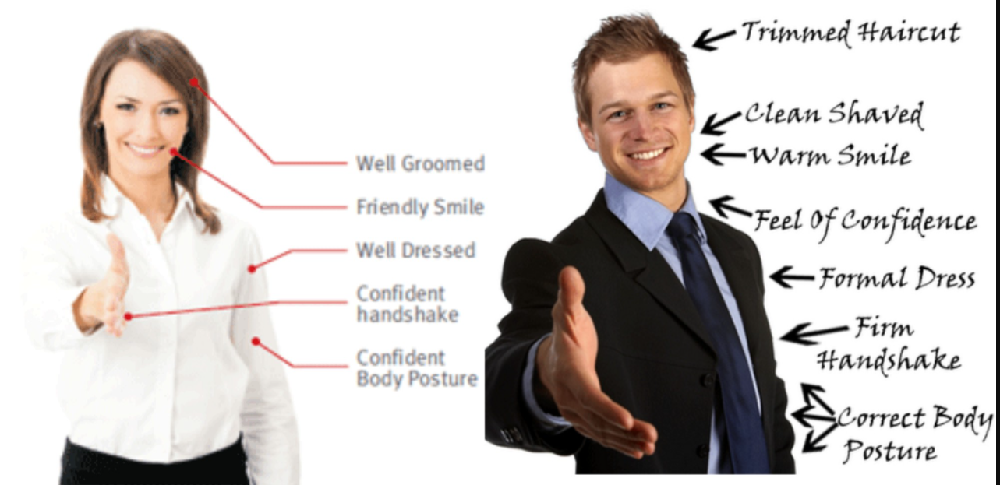 Well Groomed
Friendly Smile
Well Dressed
Confident
handshake
Confident
Body Posture
Trimmed Haircut
Clean Shaved
Warm Smile
Feel Of Confidence
Formal Dress
Firm
Handshake
Correct Body
Posture